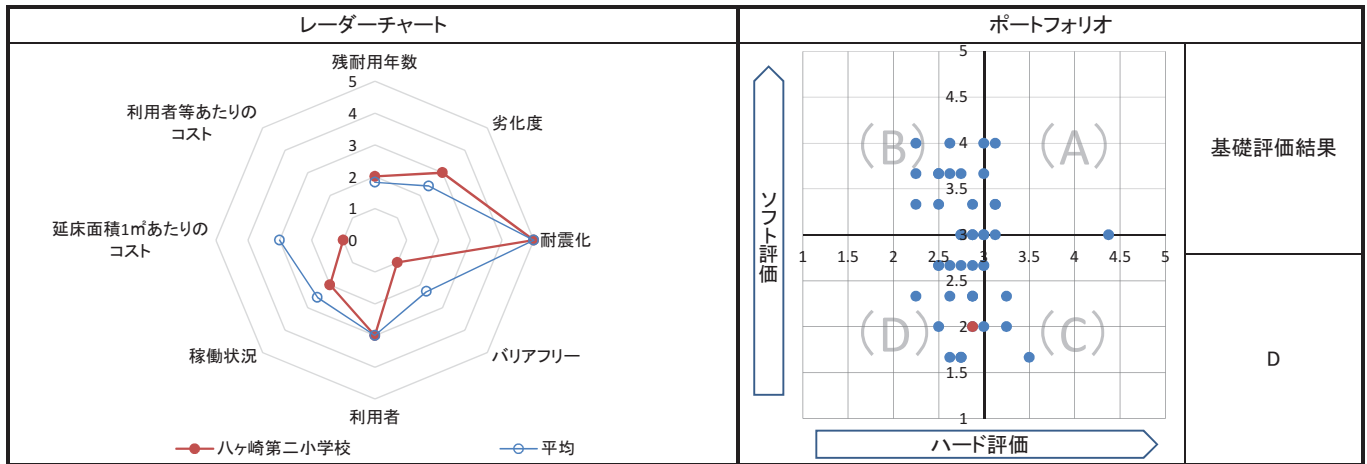 レーダーチャート
残耐用年数
劣化度
耐震化
バリアフリー
利用者
稼働状況
延床面積1㎡あたりの
コスト
利用者等あたりの
コスト
5
4
3
2
1
0
八ヶ崎第二小学校
平均
ポートフォリオ
ソフト評価
ハード評価
(B)
(A)
(D)
(C)
5
4.5
4
3.5
3
2.5
2
1.5
1
1
1.5
2
2.5
3
3.5
4
4.5
5
基礎評価結果
D